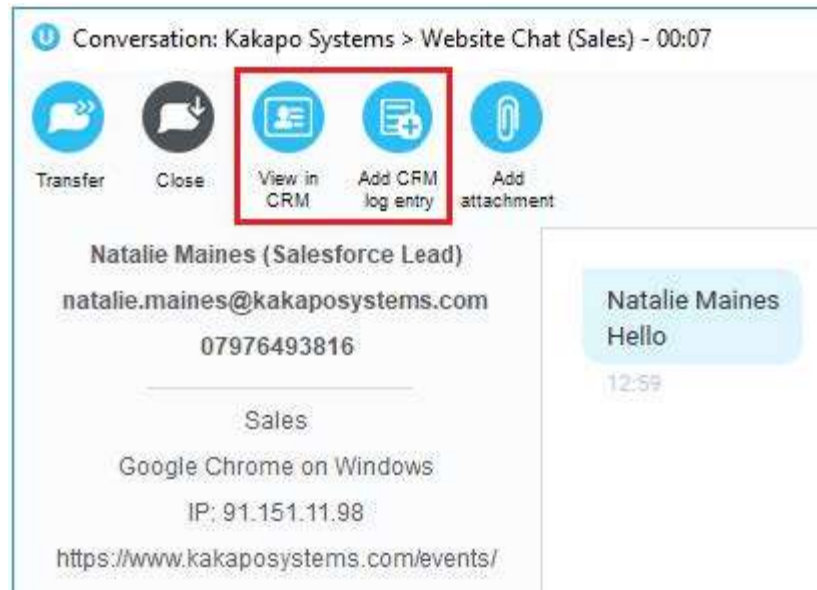 Conversation: Kakapo Systems > Website Chat (Sales) - 00:07
Transfer
Close
View in
CRM
Add CRM
log entry
Add
attachment
Natalie Maines (Salesforce Lead)
natalie.maines@kakaposystems.com
07976493816
Sales
Google Chrome on Windows
IP: 91.151.11.98
https://www.kakaposystems.com/events/
Natalie Maines
Hello
12:59